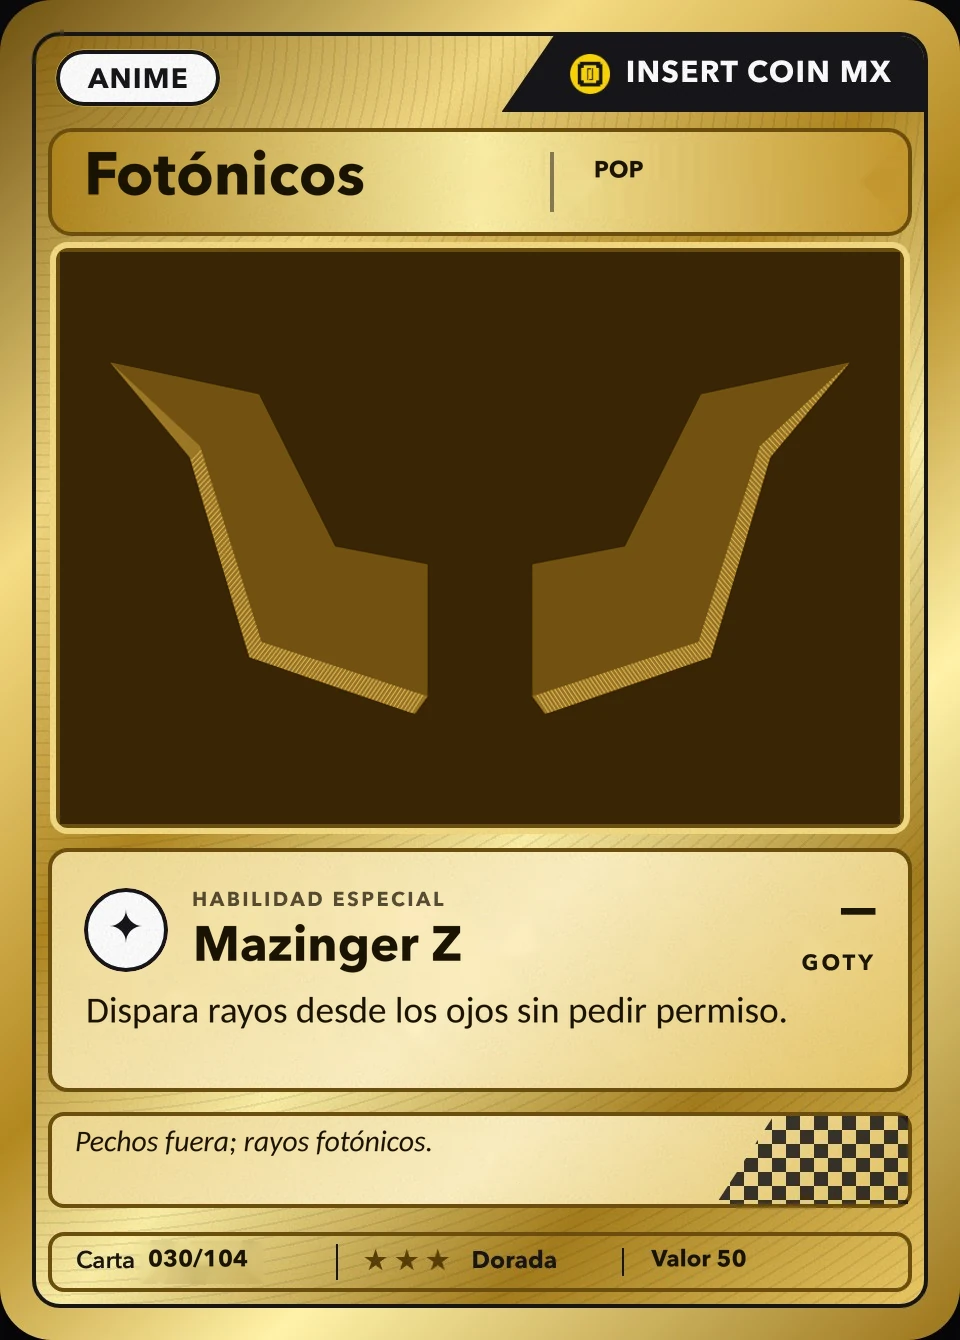 ANIME
INSERT COIN MX
Fotónicos
POP
HABILIDAD ESPECIAL
Mazinger Z
—
GOTY
Dispara rayos desde los ojos sin pedir permiso.
Pechos fuera; rayos fotónicos.
Carta 030/104 ★★★ Dorada Valor 50